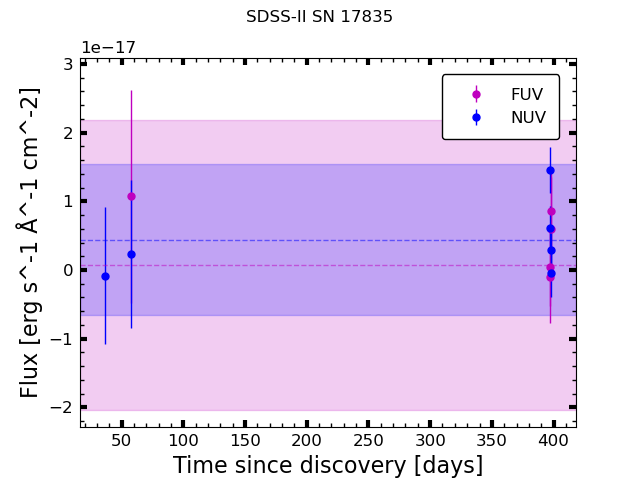 SDSS-II SN 17835
1e−17
3
2
1
0
−1
−2
Flux [erg s^-1 Å^-1 cm^-2]
FUV
NUV
50 100 150 200 250 300 350 400
Time since discovery [days]